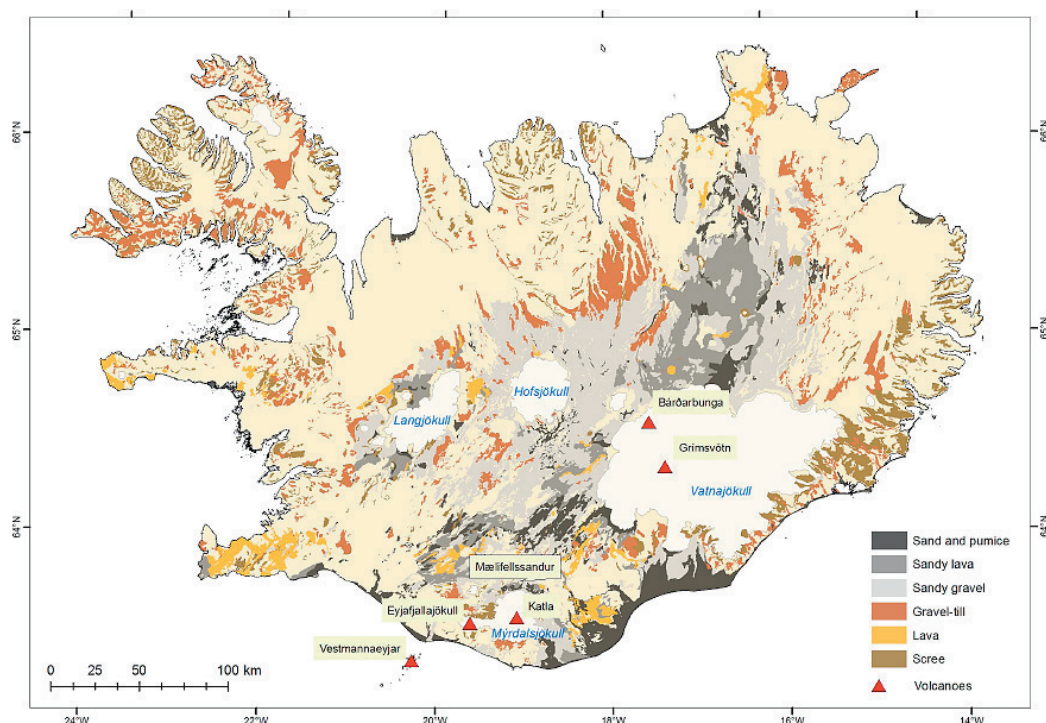 66°N
66°N
65°N
65°N
64°N
64°N
Hofsjökull
Langjökull
Bárðarbunga
Grímsvötn
Vatnajökull
Mælifellssandur
Eyjafjallajökull
Katla
Mýrdalsjökull
Vestmannaeyjar
Sand and pumice
Sandy lava
Sandy gravel
Gravel-till
Lava
Scree
Volcanoes
0 25 50 100 km
24°W 22°W 20°W 18°W 16°W 14°W